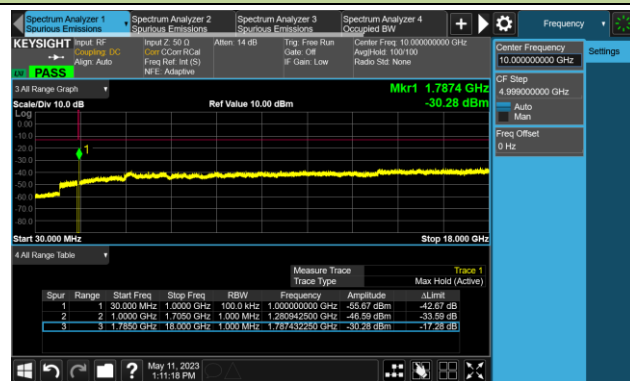 Spectrum Analyzer 1
Spurious Emissions
Spectrum Analyzer 2
Spurious Emissions
Spectrum Analyzer 3
Spurious Emissions
Spectrum Analyzer 4
Occupied BW
Frequency
KEYSIGHT
Input: RF
Coupling: DC
Align: Auto
Input Z: 50 Ω
Corr CCorr RCal
Freq Ref: Int (S)
NFE: Adaptive
Atten: 14 dB
Trig: Free Run
Gate: Off
IF Gain: Low
Center Freq: 10.000000000 GHz
Avg|Hold: 100/100
Radio Std: None
PASS
Center Frequency
10.000000000 GHz
Settings
CF Step
4.999000000 GHz
Auto
Man
Freq Offset
0 Hz
3 All Range Graph
Mkr1 1.7874 GHz
Scale/Div 10.0 dB
Ref Value 10.00 dBm
-30.28 dBm
Log
0.00
-10.0
-20.0
-30.0
-40.0
-50.0
-60.0
-70.0
-80.0
1
Start 30.000 MHz
Stop 18.000 GHz
4 All Range Table
Measure Trace Trace 1
Trace Type Max Hold (Active)
Spur Range Start Freq Stop Freq RBW Frequency Amplitude ΔLimit
1 1 30.000 MHz 1.0000 GHz 100.0 kHz 1.000000000 GHz -55.67 dBm -42.67 dB
2 2 1.0000 GHz 1.7050 GHz 1.000 MHz 1.280942500 GHz -46.59 dBm -33.59 dB
3 3 1.7850 GHz 18.000 GHz 1.000 MHz 1.787432250 GHz -30.28 dBm -17.28 dB
May 11, 2023
1:11:18 PM